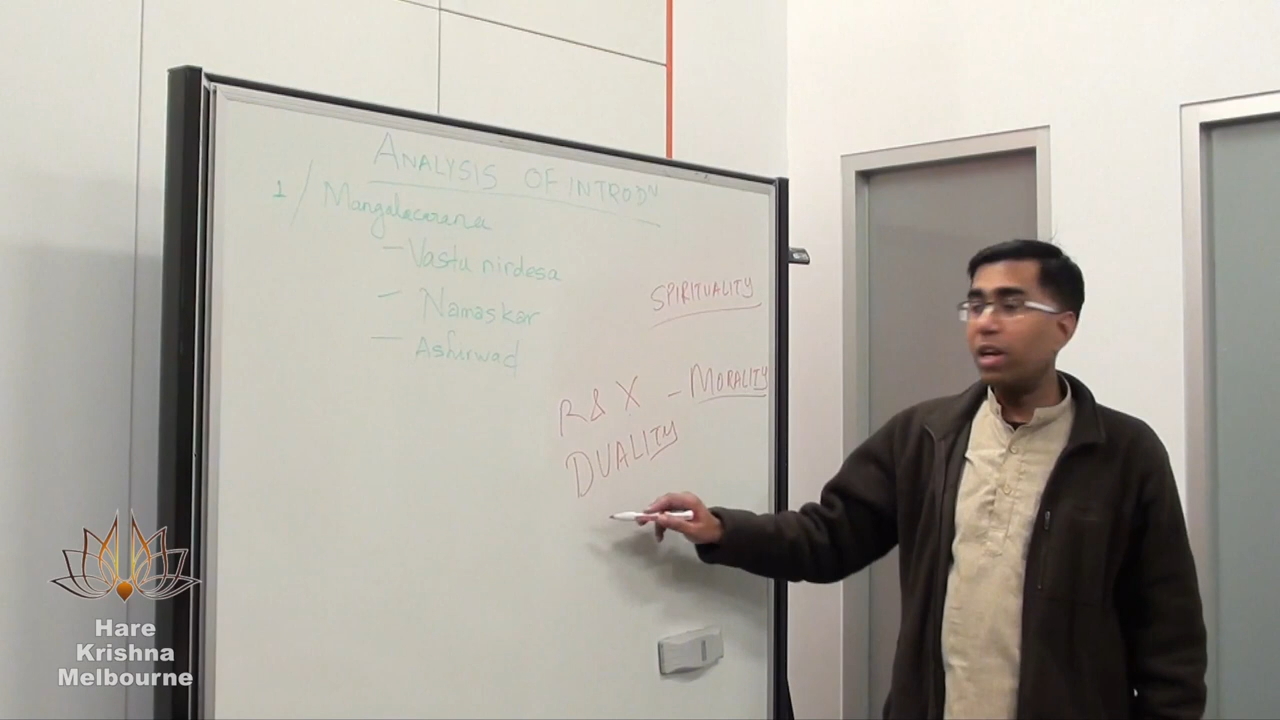 ANALYSIS OF INTRODN
1/ Mangalacarana
– Vastu nirdesa
– Namaskar
– Ashirwad
SPIRITUALITY
R & X – MORALITY
DUALITY
Hare
Krishna
Melbourne